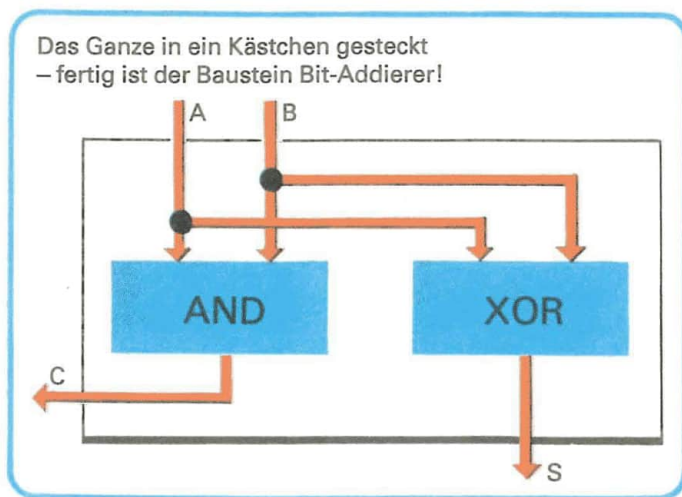 Das Ganze in ein Kästchen gesteckt
– fertig ist der Baustein Bit-Addierer!
A B
AND XOR
C
S